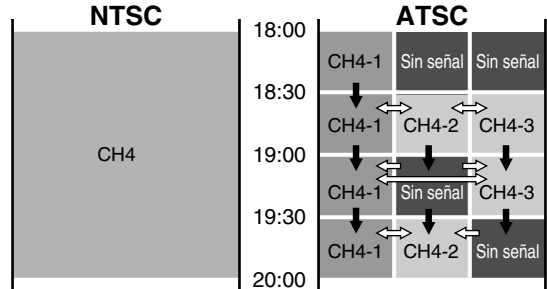 NTSC ATSC
18:00
CH4-1 Sin señal Sin señal
18:30
CH4-1 CH4-2 CH4-3
CH4
19:00
CH4-1 Sin señal CH4-3
19:30
CH4-1 CH4-2 Sin señal
20:00